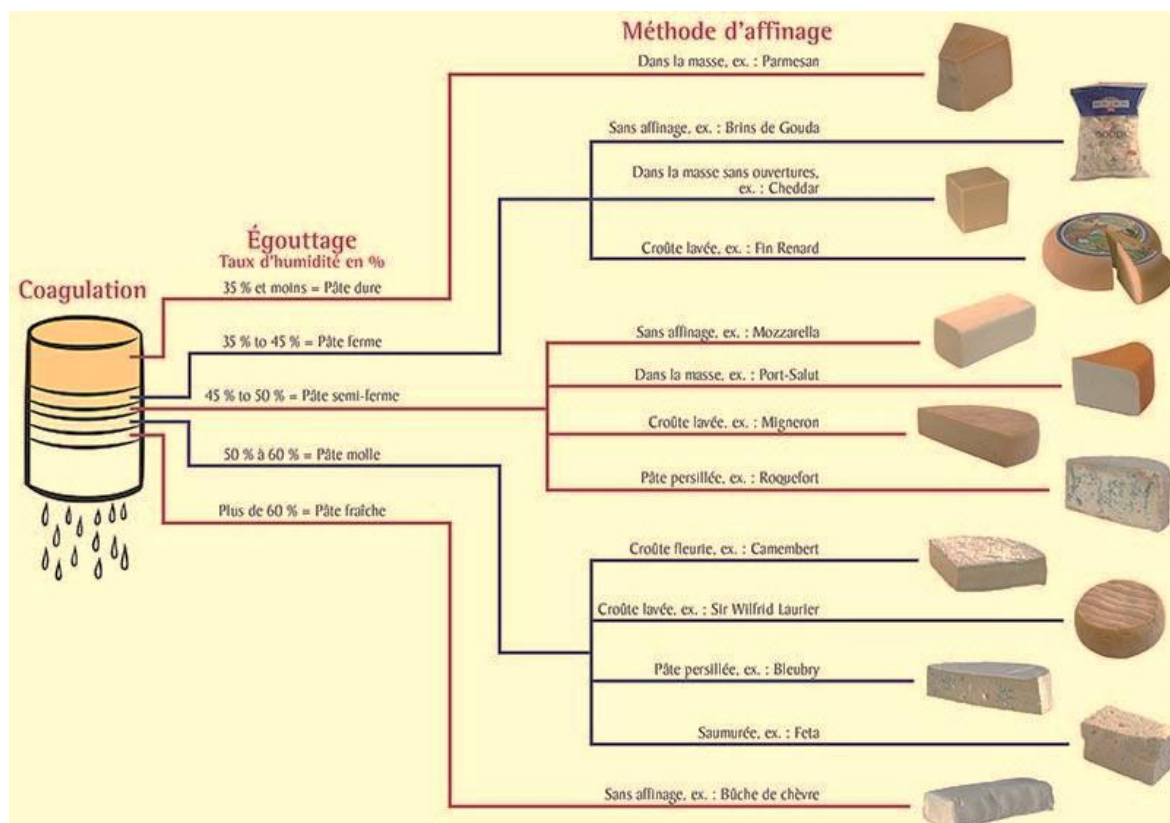 Méthode d'affinage
Dans la masse, ex. : Parmesan
Sans affinage, ex. : Brins de Gouda
Dans la masse sans ouvertures,
ex. : Cheddar
Croûte lavée, ex. : Fin Renard
Égouttage
Taux d'humidité en %
Coagulation
35 % et moins = Pâte dure
35 % to 45 % = Pâte ferme
45 % to 50 % = Pâte semi-ferme
50 % à 60 % = Pâte molle
Plus de 60 % = Pâte fraîche
Sans affinage, ex. : Mozzarella
Dans la masse, ex. : Port-Salut
Croûte lavée, ex. : Migneron
Pâte persillée, ex. : Roquefort
Croûte fleurie, ex. : Camembert
Croûte lavée, ex. : Sir Wilfrid Laurier
Pâte persillée, ex. : Bleubry
Saumurée, ex. : Feta
Sans affinage, ex. : Bûche de chèvre